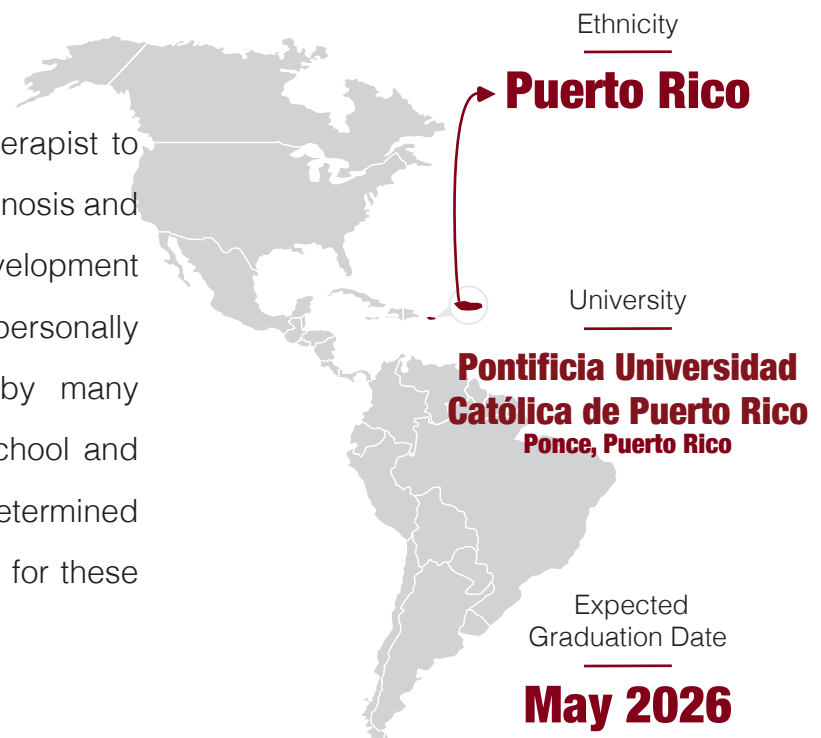 Ethnicity
Puerto Rico
erapist to
nosis and
velopment
personally
by many
chool and
etermined
for these
University
Pontificia Universidad
Católica de Puerto Rico
Ponce, Puerto Rico
Expected
Graduation Date
May 2026